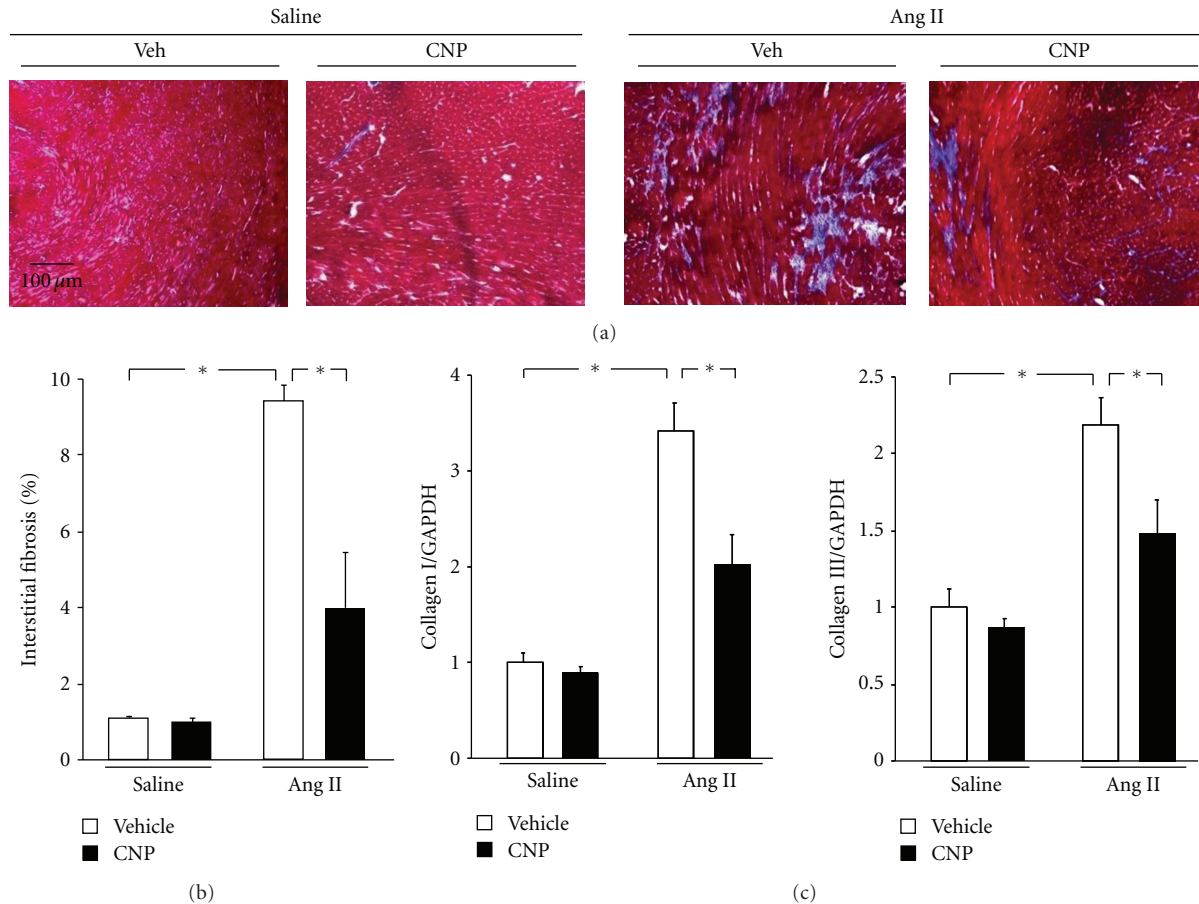 Saline
Ang II
Veh
CNP
Veh
CNP
100 μm
(a)
Interstitial fibrosis (%)
10
8
6
4
2
0
*
*
Saline
Ang II
Vehicle
CNP
(b)
Collagen I/GAPDH
4
3
2
1
0
*
*
Saline
Ang II
Vehicle
CNP
Collagen III/GAPDH
2.5
2
1.5
1
0.5
0
*
*
Saline
Ang II
Vehicle
CNP
(c)